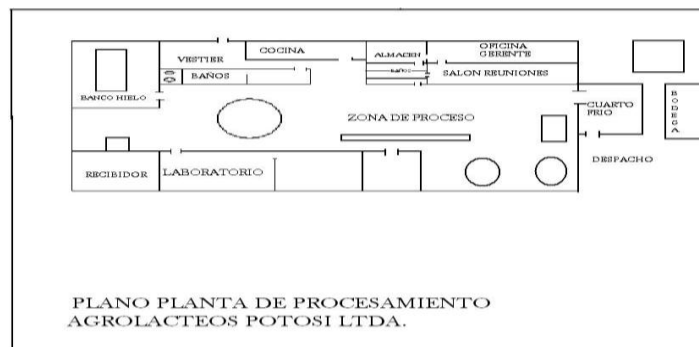 COCINA
OFICINA
GERENTE
ALMACEN
VESTIER
BAÑOS
BAÑOS
SALON REUNIONES
BANCO HIELO
CUARTO
FRIO
BODEGA
ZONA DE PROCESO
DESPACHO
RECIBIDOR
LABORATORIO
PLANO PLANTA DE PROCESAMIENTO
AGROLACTEOS POTOSI LTDA.